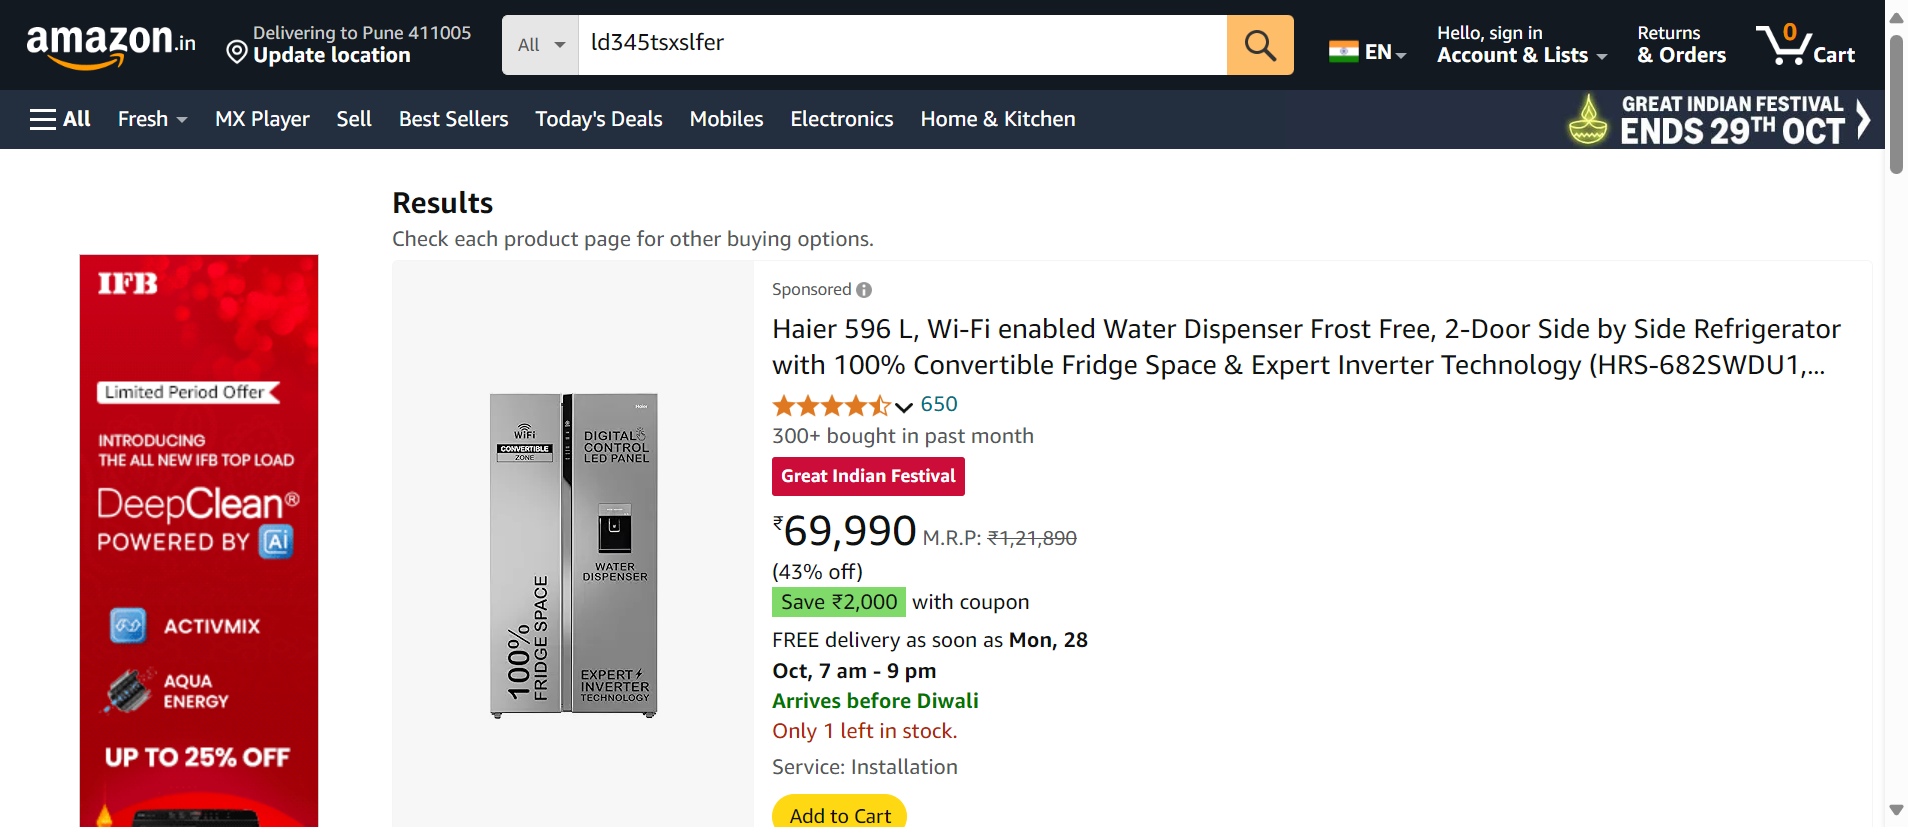 amazon.in
Delivering to Pune 411005
Update location
All
ld345tsxslfer
EN
Hello, sign in
Account & Lists
Returns
& Orders
0
Cart
All
Fresh
MX Player
Sell
Best Sellers
Today's Deals
Mobiles
Electronics
Home & Kitchen
GREAT INDIAN FESTIVAL
ENDS 29TH OCT
Results
Check each product page for other buying options.
IFB
Limited Period Offer
INTRODUCING
THE ALL NEW IFB TOP LOAD
DeepClean®
POWERED BY Ai
ACTIVMIX
AQUA
ENERGY
UP TO 25% OFF
Haier
WiFi
CONVERTIBLE
ZONE
DIGITAL
CONTROL
LED PANEL
WATER
DISPENSER
100%
FRIDGE SPACE
EXPERT
INVERTER
TECHNOLOGY
Sponsored
Haier 596 L, Wi-Fi enabled Water Dispenser Frost Free, 2-Door Side by Side Refrigerator
with 100% Convertible Fridge Space & Expert Inverter Technology (HRS-682SWDU1,...
650
300+ bought in past month
Great Indian Festival
₹69,990 M.R.P: ₹1,21,890
(43% off)
Save ₹2,000 with coupon
FREE delivery as soon as Mon, 28
Oct, 7 am - 9 pm
Arrives before Diwali
Only 1 left in stock.
Service: Installation
Add to Cart